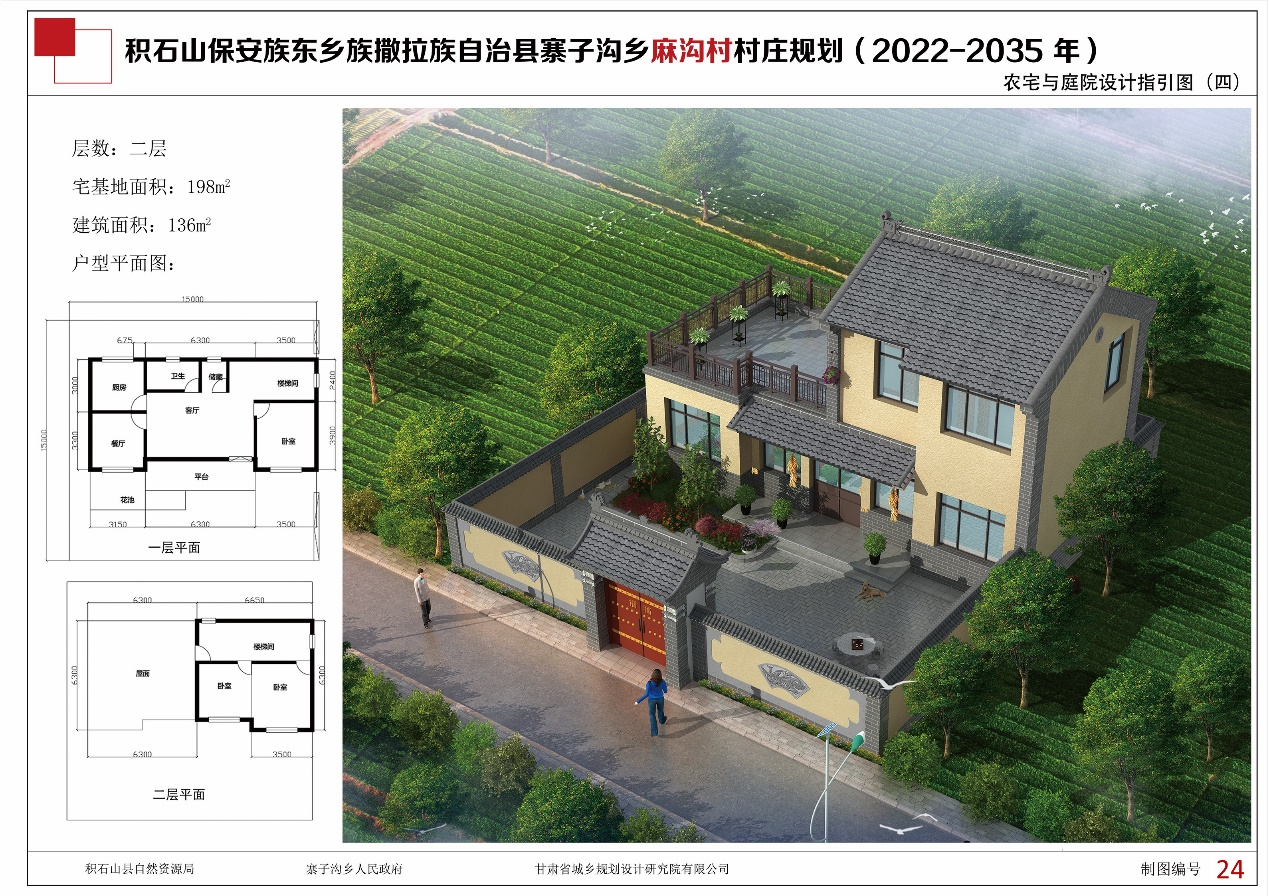 积石山保安族东乡族撒拉族自治县寨子沟乡麻沟村村庄规划（2022-2035 年）
农宅与庭院设计指引图（四）
层数：二层
宅基地面积：198m²
建筑面积：136m²
户型平面图：
15000
675
6300
3500
15000
3000
3300
2400
3900
厨房
卫生
储藏
楼梯间
客厅
餐厅
卧室
平台
花池
3150
6300
3500
一层平面
6300
6650
6300
6300
屋面
楼梯间
卧室
卧室
6300
3500
二层平面
积石山县自然资源局
寨子沟乡人民政府
甘肃省城乡规划设计研究院有限公司
制图编号 24